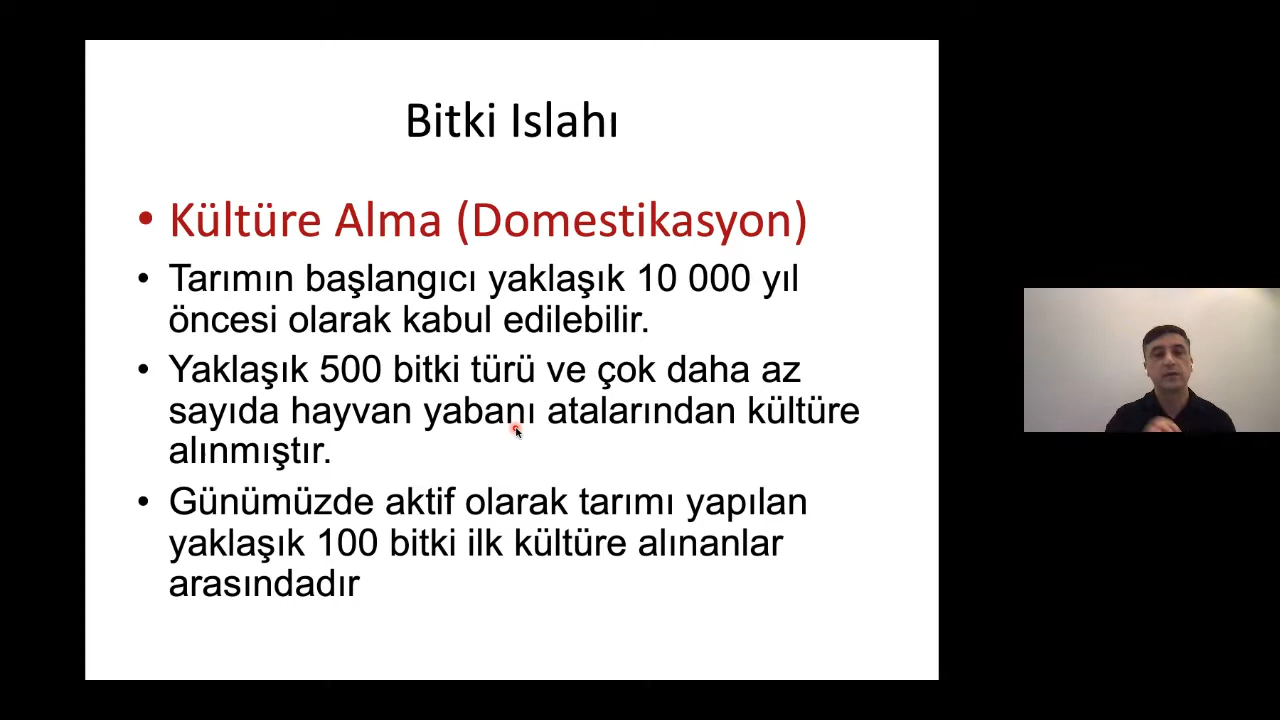 Bitki Islahı
• Kültüre Alma (Domestikasyon)
• Tarımın başlangıcı yaklaşık 10 000 yıl
öncesi olarak kabul edilebilir.
• Yaklaşık 500 bitki türü ve çok daha az
sayıda hayvan yabanı atalarından kültüre
alınmıştır.
• Günümüzde aktif olarak tarımı yapılan
yaklaşık 100 bitki ilk kültüre alınanlar
arasındadır